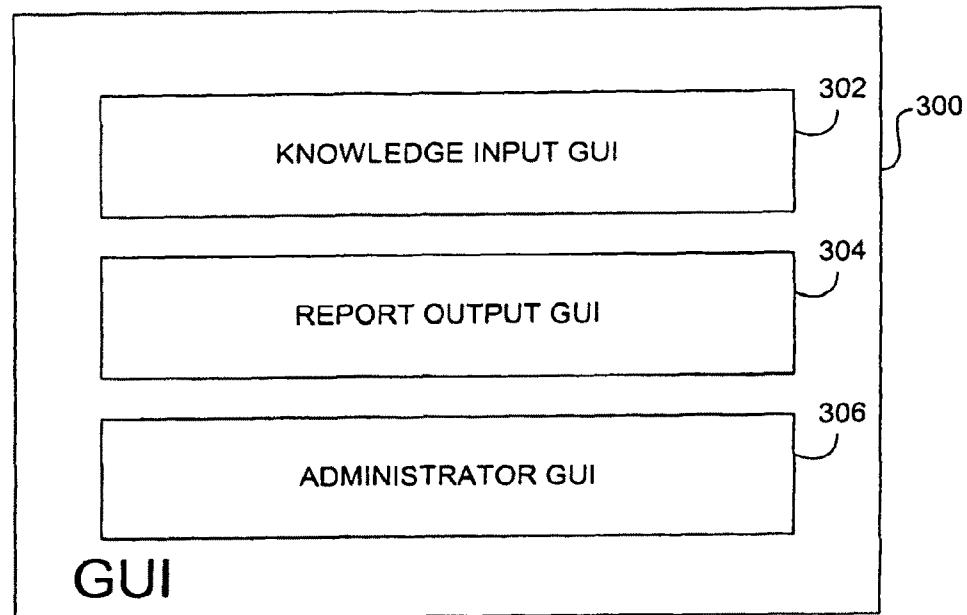 302
300
KNOWLEDGE INPUT GUI
304
REPORT OUTPUT GUI
306
ADMINISTRATOR GUI
GUI